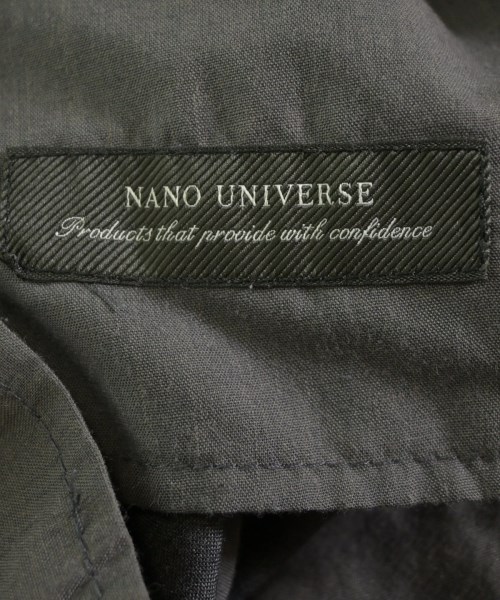 NANO UNIVERSE
Products that provide with confidence